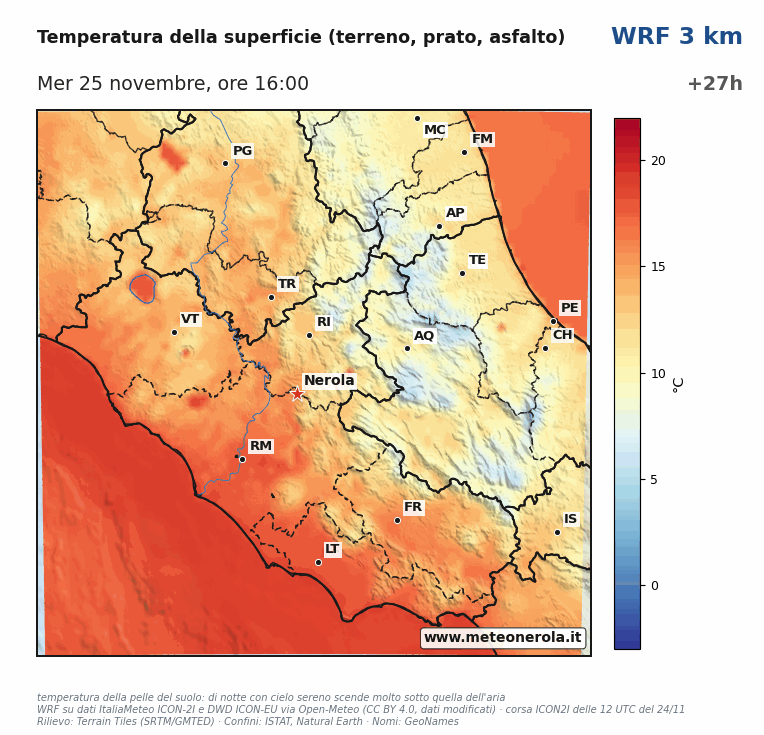 Temperatura della superficie (terreno, prato, asfalto) WRF 3 km
Mer 25 novembre, ore 16:00 +27h
MC
FM
PG
AP
TE
TR
PE
VT
RI
AQ
CH
Nerola
RM
FR
IS
LT
www.meteonerola.it
20
15
10
5
0
°C
temperatura della pelle del suolo: di notte con cielo sereno scende molto sotto quella dell'aria
WRF su dati ItaliaMeteo ICON-2I e DWD ICON-EU via Open-Meteo (CC BY 4.0, dati modificati) · corsa ICON2I delle 12 UTC del 24/11
Rilievo: Terrain Tiles (SRTM/GMTED) · Confini: ISTAT, Natural Earth · Nomi: GeoNames